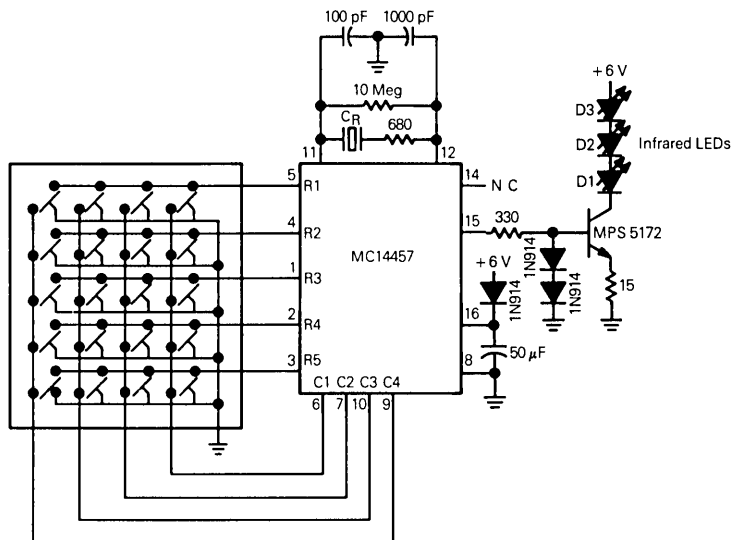 100 pF
1000 pF
10 Meg
CR
680
11
12
+6 V
D3
D2
Infrared LEDs
D1
5
R1
14
N C
4
R2
15
330
MPS 5172
MC14457
1
R3
+6 V
1N914
1N914
15
2
R4
1N914
16
50 μF
3
R5
8
C1
C2
C3
C4
6
7
10
9